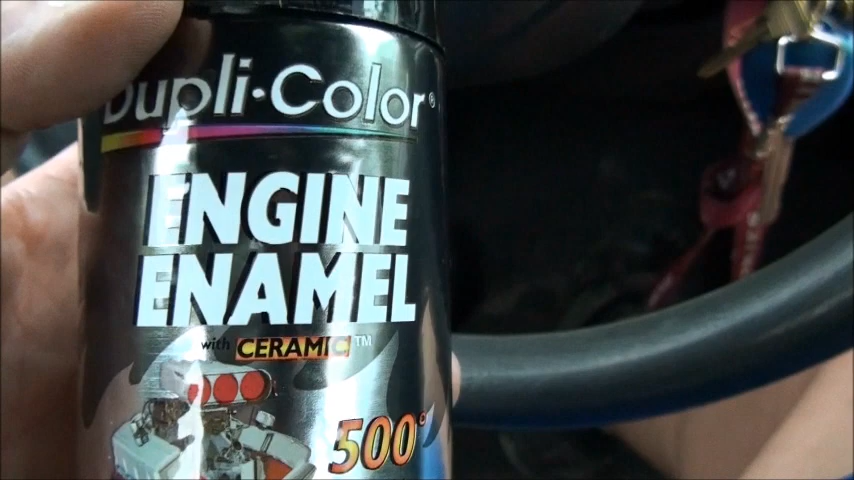 Dupli·Color®
ENGINE
ENAMEL
with CERAMIC™
500°